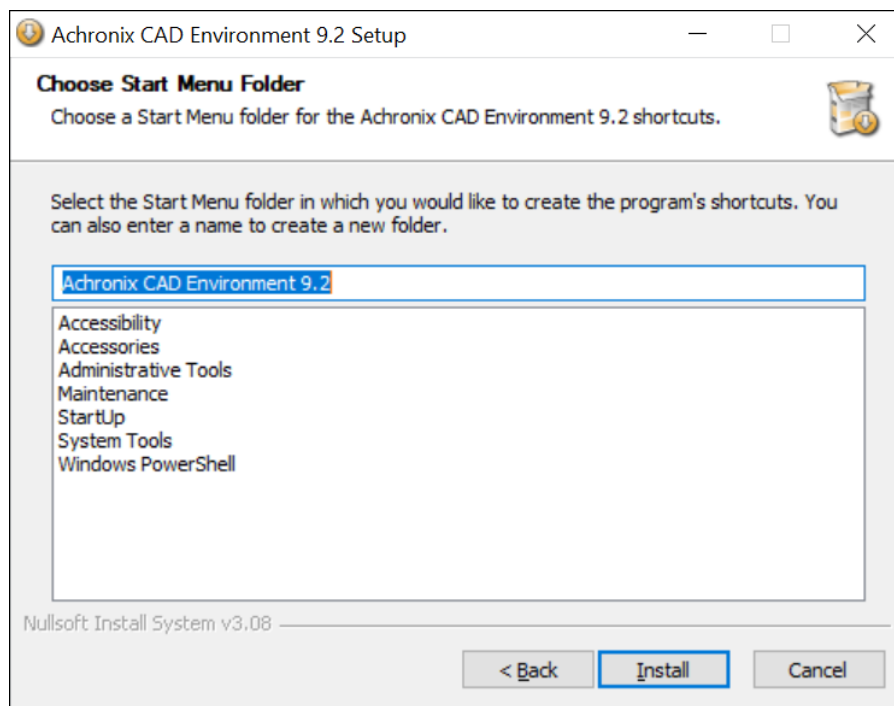 Achronix CAD Environment 9.2 Setup
Choose Start Menu Folder
Choose a Start Menu folder for the Achronix CAD Environment 9.2 shortcuts.
Select the Start Menu folder in which you would like to create the program's shortcuts. You
can also enter a name to create a new folder.
Achronix CAD Environment 9.2
Accessibility
Accessories
Administrative Tools
Maintenance
StartUp
System Tools
Windows PowerShell
Nullsoft Install System v3.08
< Back
Install
Cancel